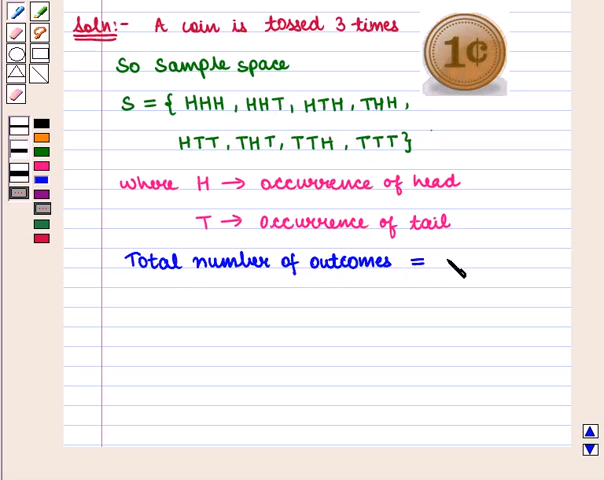 Soln:- A coin is tossed 3 times
1¢
So Sample space
S = { HHH , HHT , HTH , THH ,
HTT , THT , TTH , TTT }
where H → occurrence of head
T → occurrence of tail
Total number of outcomes =